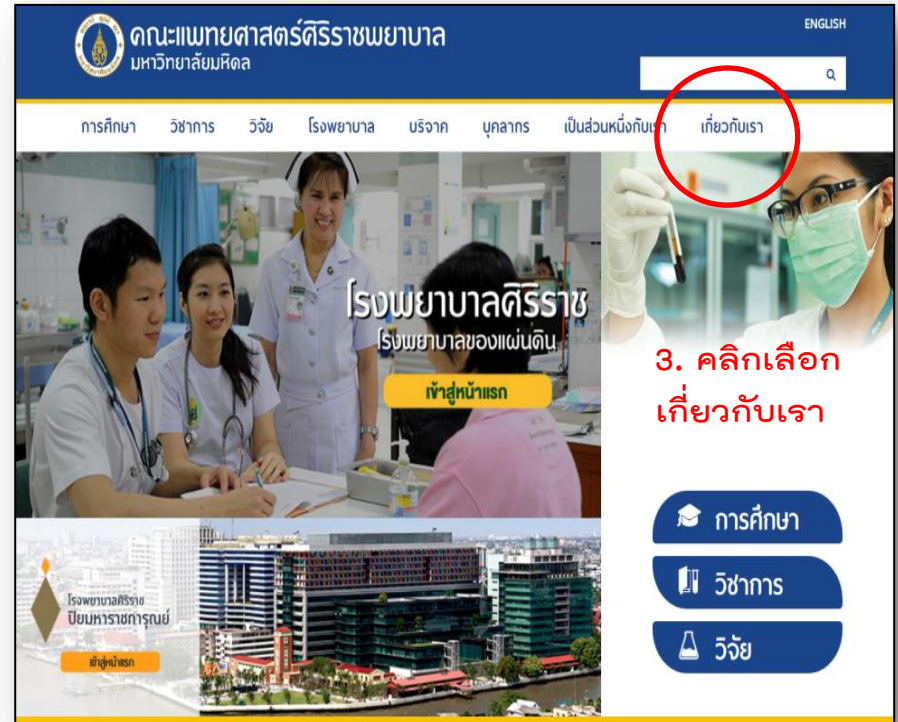 คณะแพทยศาสตร์ศิริราชพยาบาล
มหาวิทยาลัยมหิดล
ENGLISH
การศึกษา วิชาการ วิจัย โรงพยาบาล บริจาค บุคลากร เป็นส่วนหนึ่งกับเรา เกี่ยวกับเรา
โรงพยาบาลศิริราช
โรงพยาบาลของแผ่นดิน
เข้าสู่หน้าแรก
3. คลิกเลือก
เกี่ยวกับเรา
การศึกษา
วิชาการ
วิจัย
โรงพยาบาลศิริราช
ปิยมหาราชการุณย์
เข้าสู่หน้าแรก